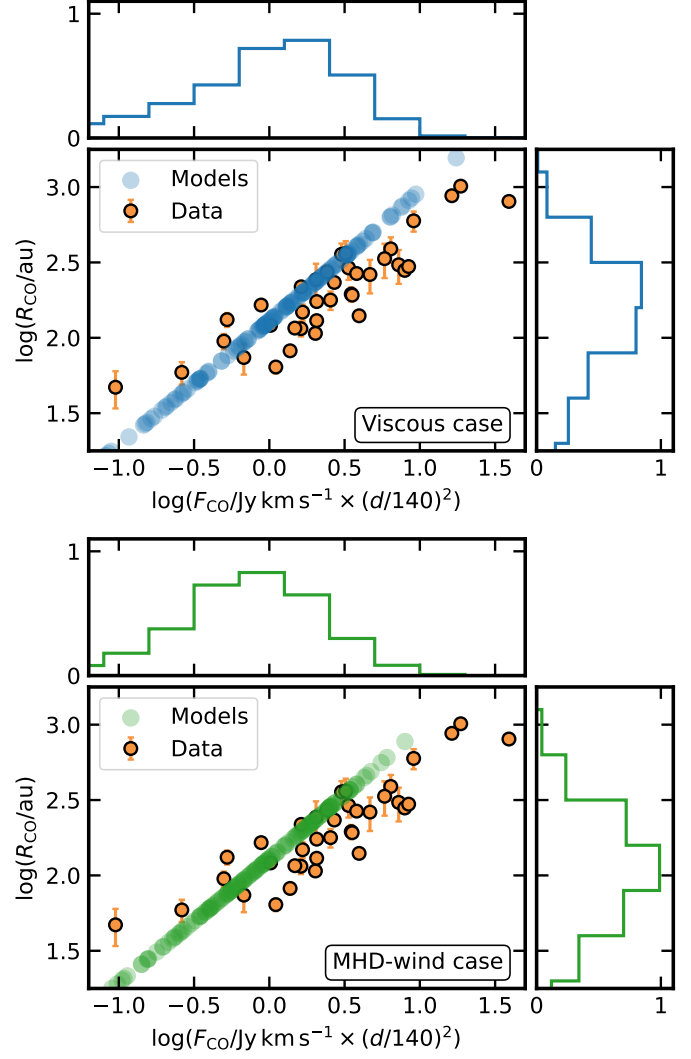 1
0
3.0
2.5
2.0
1.5
log(R_CO/au)
Models
Data
Viscous case
−1.0 −0.5 0.0 0.5 1.0 1.5
0 1
log(F_CO/Jy km s⁻¹ × (d/140)²)
1
0
3.0
2.5
2.0
1.5
log(R_CO/au)
Models
Data
MHD-wind case
−1.0 −0.5 0.0 0.5 1.0 1.5
0 1
log(F_CO/Jy km s⁻¹ × (d/140)²)